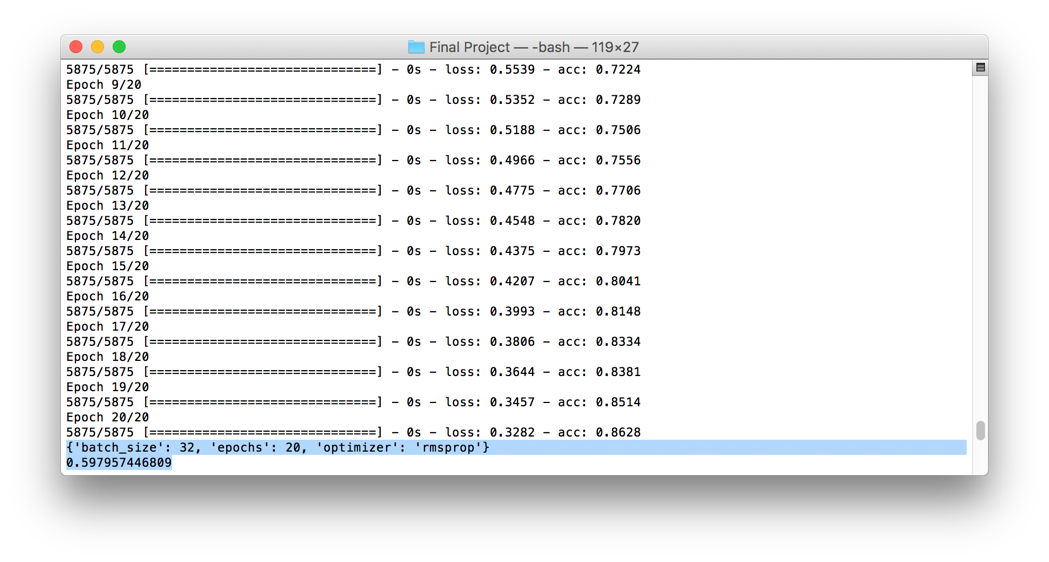 Final Project — -bash — 119×27
5875/5875 [==============================] - 0s - loss: 0.5539 - acc: 0.7224
Epoch 9/20
5875/5875 [==============================] - 0s - loss: 0.5352 - acc: 0.7289
Epoch 10/20
5875/5875 [==============================] - 0s - loss: 0.5188 - acc: 0.7506
Epoch 11/20
5875/5875 [==============================] - 0s - loss: 0.4966 - acc: 0.7556
Epoch 12/20
5875/5875 [==============================] - 0s - loss: 0.4775 - acc: 0.7706
Epoch 13/20
5875/5875 [==============================] - 0s - loss: 0.4548 - acc: 0.7820
Epoch 14/20
5875/5875 [==============================] - 0s - loss: 0.4375 - acc: 0.7973
Epoch 15/20
5875/5875 [==============================] - 0s - loss: 0.4207 - acc: 0.8041
Epoch 16/20
5875/5875 [==============================] - 0s - loss: 0.3993 - acc: 0.8148
Epoch 17/20
5875/5875 [==============================] - 0s - loss: 0.3806 - acc: 0.8334
Epoch 18/20
5875/5875 [==============================] - 0s - loss: 0.3644 - acc: 0.8381
Epoch 19/20
5875/5875 [==============================] - 0s - loss: 0.3457 - acc: 0.8514
Epoch 20/20
5875/5875 [==============================] - 0s - loss: 0.3282 - acc: 0.8628
{'batch_size': 32, 'epochs': 20, 'optimizer': 'rmsprop'}
0.597957446809